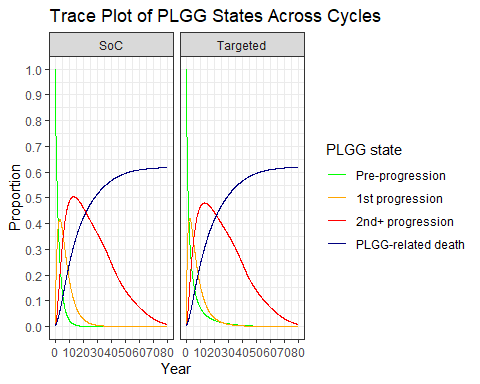 Trace Plot of PLGG States Across Cycles
SoC
Targeted
1.0
0.9
0.8
0.7
0.6
0.5
0.4
0.3
0.2
0.1
0.0
Proportion
0 1020304050607080
0 1020304050607080
Year
PLGG state
Pre-progression
1st progression
2nd+ progression
PLGG-related death